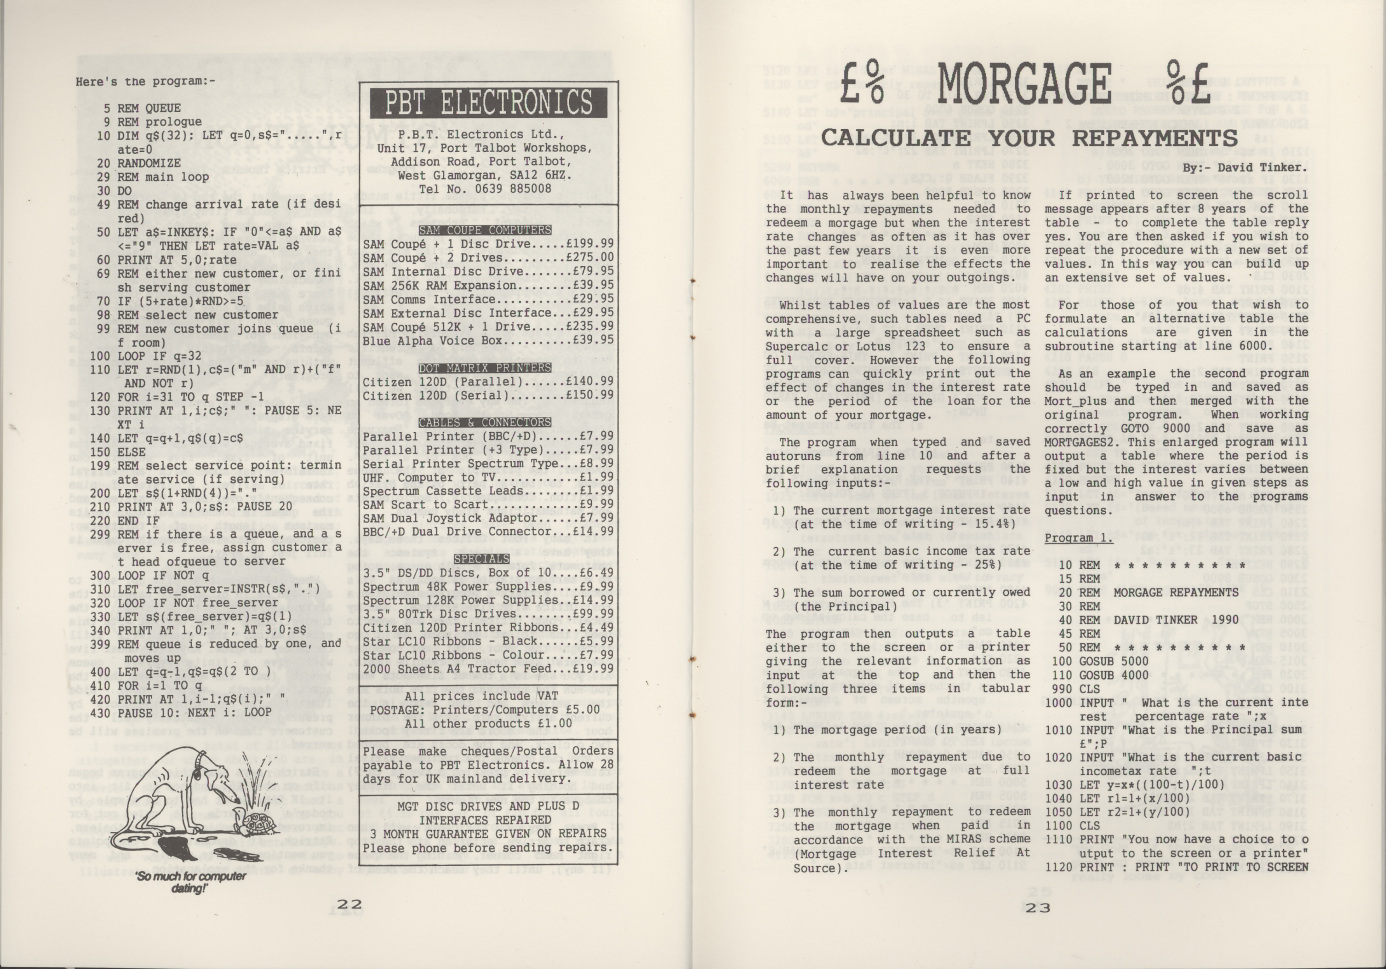 Here's the program:-
5 REM QUEUE
9 REM prologue
10 DIM q$(32): LET q=0,s$=".....",r
ate=0
20 RANDOMIZE
29 REM main loop
30 DO
49 REM change arrival rate (if desi
red)
50 LET a$=INKEY$: IF "0"<=a$ AND a$
<="9" THEN LET rate=VAL a$
60 PRINT AT 5,0;rate
69 REM either new customer, or fini
sh serving customer
70 IF (5+rate)*RND>=5
98 REM select new customer
99 REM new customer joins queue (i
f room)
100 LOOP IF q=32
110 LET r=RND(1),c$=("m" AND r)+("f"
AND NOT r)
120 FOR i=31 TO q STEP -1
130 PRINT AT 1,i;c$;" ": PAUSE 5: NE
XT i
140 LET q=q+1,q$(q)=c$
150 ELSE
199 REM select service point: termin
ate service (if serving)
200 LET s$(1+RND(4))="."
210 PRINT AT 3,0;s$: PAUSE 20
220 END IF
299 REM if there is a queue, and a s
erver is free, assign customer a
t head ofqueue to server
300 LOOP IF NOT q
310 LET free_server=INSTR(s$,".")
320 LOOP IF NOT free_server
330 LET s$(free_server)=q$(1)
340 PRINT AT 1,0;" "; AT 3,0;s$
399 REM queue is reduced by one, and
moves up
400 LET q=q-1,q$=q$(2 TO )
410 FOR i=1 TO q
420 PRINT AT 1,i-1;q$(i);" "
430 PAUSE 10: NEXT i: LOOP
'So much for computer
dating!'
PBT ELECTRONICS
P.B.T. Electronics Ltd.,
Unit 17, Port Talbot Workshops,
Addison Road, Port Talbot,
West Glamorgan, SA12 6HZ.
Tel No. 0639 885008
SAM COUPE COMPUTERS
SAM Coupé + 1 Disc Drive.....£199.99
SAM Coupé + 2 Drives.........£275.00
SAM Internal Disc Drive......£79.95
SAM 256K RAM Expansion.......£39.95
SAM Comms Interface..........£29.95
SAM External Disc Interface..£29.95
SAM Coupé 512K + 1 Drive.....£235.99
Blue Alpha Voice Box.........£39.95
DOT MATRIX PRINTERS
Citizen 120D (Parallel)......£140.99
Citizen 120D (Serial)........£150.99
CABLES & CONNECTORS
Parallel Printer (BBC/+D)......£7.99
Parallel Printer (+3 Type).....£7.99
Serial Printer Spectrum Type...£8.99
UHF. Computer to TV............£1.99
Spectrum Cassette Leads........£1.99
SAM Scart to Scart.............£9.99
SAM Dual Joystick Adaptor......£7.99
BBC/+D Dual Drive Connector...£14.99
SPECIALS
3.5" DS/DD Discs, Box of 10....£6.49
Spectrum 48K Power Supplies....£9.99
Spectrum 128K Power Supplies..£14.99
3.5" 80Trk Disc Drives........£99.99
Citizen 120D Printer Ribbons...£4.49
Star LC10 Ribbons - Black......£5.99
Star LC10 Ribbons - Colour.....£7.99
2000 Sheets A4 Tractor Feed...£19.99
All prices include VAT
POSTAGE: Printers/Computers £5.00
All other products £1.00
Please make cheques/Postal Orders
payable to PBT Electronics. Allow 28
days for UK mainland delivery.
MGT DISC DRIVES AND PLUS D
INTERFACES REPAIRED
3 MONTH GUARANTEE GIVEN ON REPAIRS
Please phone before sending repairs.
22
£% MORGAGE %£
CALCULATE YOUR REPAYMENTS
By:- David Tinker.
It has always been helpful to know
the monthly repayments needed to
redeem a morgage but when the interest
rate changes as often as it has over
the past few years it is even more
important to realise the effects the
changes will have on your outgoings.
Whilst tables of values are the most
comprehensive, such tables need a PC
with a large spreadsheet such as
Supercalc or Lotus 123 to ensure a
full cover. However the following
programs can quickly print out the
effect of changes in the interest rate
or the period of the loan for the
amount of your mortgage.
The program when typed and saved
autoruns from line 10 and after a
brief explanation requests the
following inputs:-
1) The current mortgage interest rate
(at the time of writing - 15.4%)
2) The current basic income tax rate
(at the time of writing - 25%)
3) The sum borrowed or currently owed
(the Principal)
The program then outputs a table
either to the screen or a printer
giving the relevant information as
input at the top and then the
following three items in tabular
form:-
1) The mortgage period (in years)
2) The monthly repayment due to
redeem the mortgage at full
interest rate
3) The monthly repayment to redeem
the mortgage when paid in
accordance with the MIRAS scheme
(Mortgage Interest Relief At
Source).
If printed to screen the scroll
message appears after 8 years of the
table - to complete the table reply
yes. You are then asked if you wish to
repeat the procedure with a new set of
values. In this way you can build up
an extensive set of values.
For those of you that wish to
formulate an alternative table the
calculations are given in the
subroutine starting at line 6000.
As an example the second program
should be typed in and saved as
Mort_plus and then merged with the
original program. When working
correctly GOTO 9000 and save as
MORTGAGES2. This enlarged program will
output a table where the period is
fixed but the interest varies between
a low and high value in given steps as
input in answer to the programs
questions.
Program 1.
10 REM * * * * * * * * * *
15 REM
20 REM MORGAGE REPAYMENTS
30 REM
40 REM DAVID TINKER 1990
45 REM
50 REM * * * * * * * * * *
100 GOSUB 5000
110 GOSUB 4000
990 CLS
1000 INPUT " What is the current inte
rest percentage rate ";x
1010 INPUT "What is the Principal sum
£";P
1020 INPUT "What is the current basic
incometax rate ";t
1030 LET y=x*((100-t)/100)
1040 LET r1=1+(x/100)
1050 LET r2=1+(y/100)
1100 CLS
1110 PRINT "You now have a choice to o
utput to the screen or a printer"
1120 PRINT : PRINT "TO PRINT TO SCREEN
23